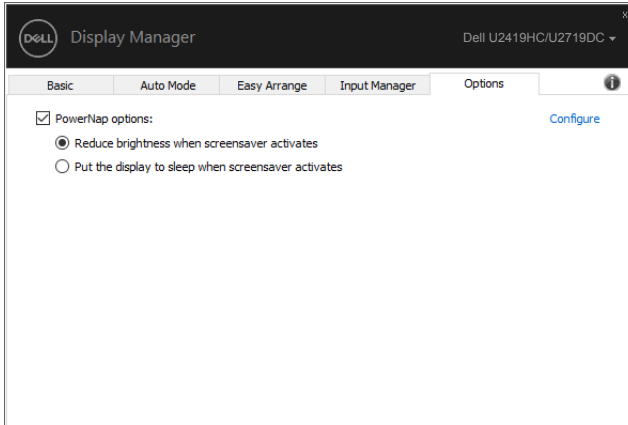 DELL Display Manager Dell U2419HC/U2719DC
x
Basic Auto Mode Easy Arrange Input Manager Options i
PowerNap options: Configure
Reduce brightness when screensaver activates
Put the display to sleep when screensaver activates